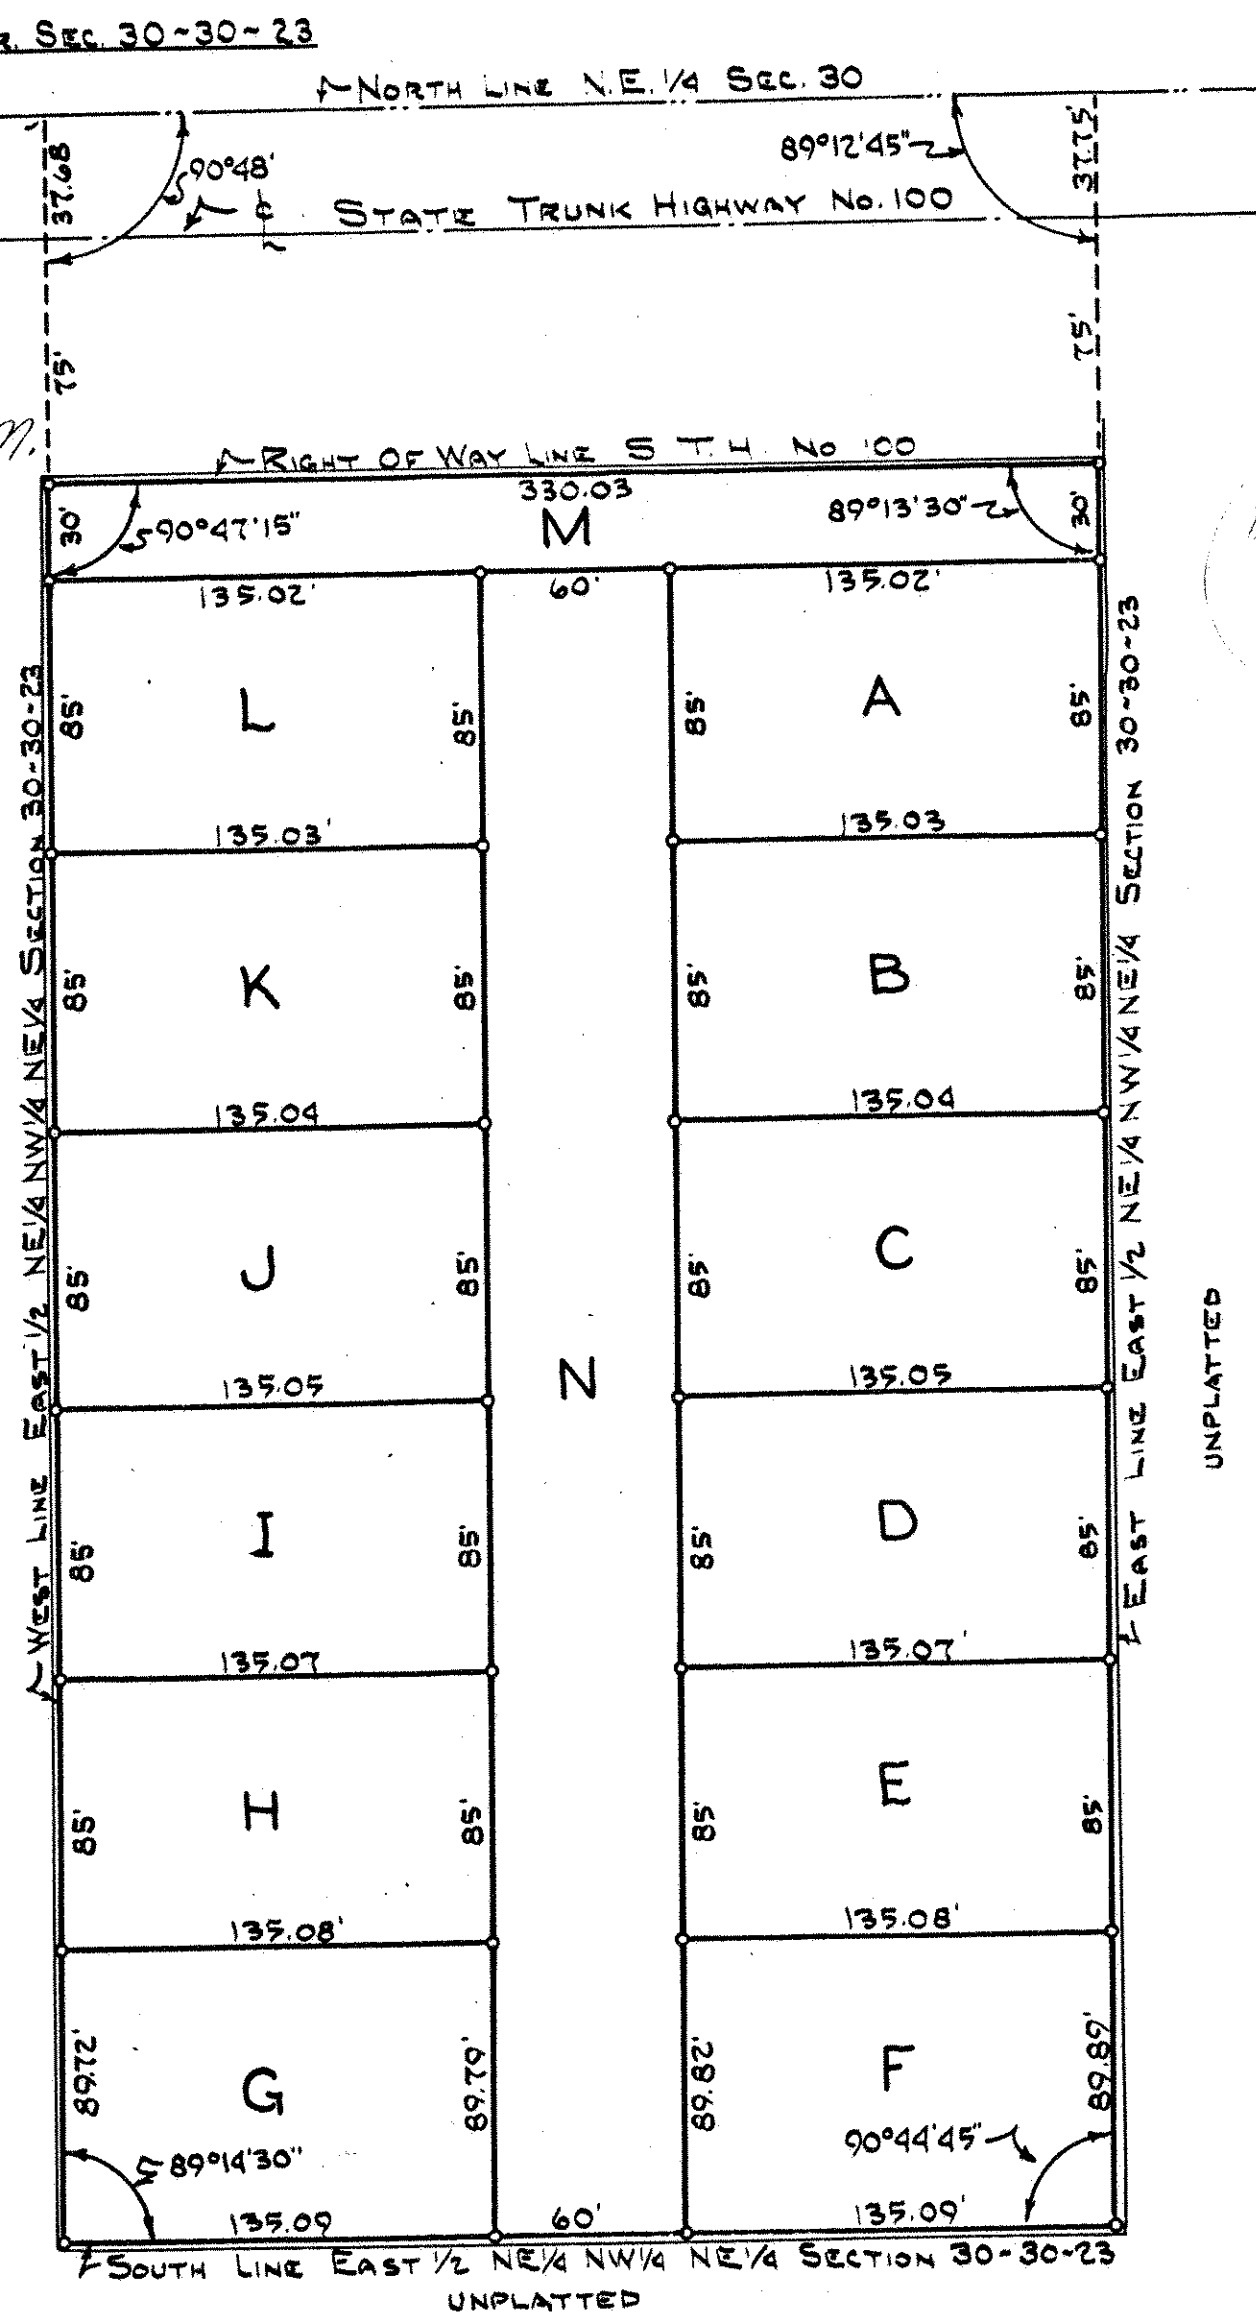 R. SEC. 30~30~23
NORTH LINE N.E. 1/4 SEC. 30
37.68
90°48'
89°12'45"
37.75'
₵ STATE TRUNK HIGHWAY No. 100
75'
75'
RIGHT OF WAY LINE S T. H. No 100
330.03
30'
90°47'15"
M
89°13'30"
30'
135.02'
60'
135.02'
85'
L
85'
85'
A
85'
135.03'
135.03
85'
K
85'
85'
B
85'
135.04
135.04
85'
J
85'
85'
C
85'
N
135.05
135.05
85'
I
85'
85'
D
85'
135.07
135.07'
85'
H
85'
85'
E
85'
135.08'
135.08'
89.72'
G
89.79'
89.82'
F
89.89'
89°14'30"
90°44'45"
135.09
60'
135.09'
WEST LINE EAST 1/2 NE1/4 NW1/4 NE1/4 SECTION 30-30-23
EAST LINE EAST 1/2 NE1/4 NW1/4 NE1/4 SECTION 30~30~23
UNPLATTED
SOUTH LINE EAST 1/2 NE1/4 NW1/4 NE1/4 SECTION 30-30-23
UNPLATTED